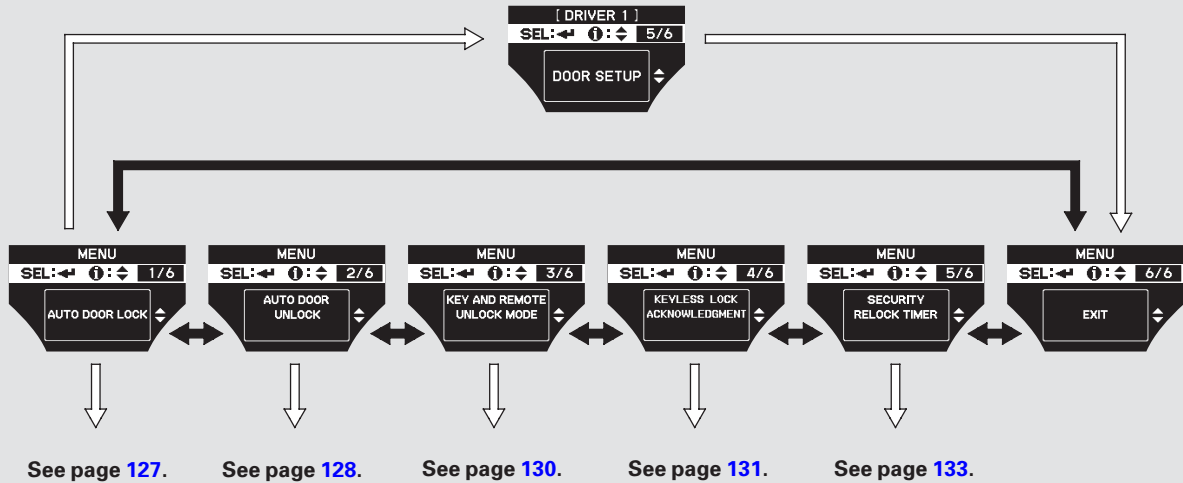 [ DRIVER 1 ]
SEL:↵ ⓘ:⬍ 5/6
DOOR SETUP
MENU
SEL:↵ ⓘ:⬍ 1/6
AUTO DOOR LOCK
MENU
SEL:↵ ⓘ:⬍ 2/6
AUTO DOOR
UNLOCK
MENU
SEL:↵ ⓘ:⬍ 3/6
KEY AND REMOTE
UNLOCK MODE
MENU
SEL:↵ ⓘ:⬍ 4/6
KEYLESS LOCK
ACKNOWLEDGMENT
MENU
SEL:↵ ⓘ:⬍ 5/6
SECURITY
RELOCK TIMER
MENU
SEL:↵ ⓘ:⬍ 6/6
EXIT
See page 127.
See page 128.
See page 130.
See page 131.
See page 133.